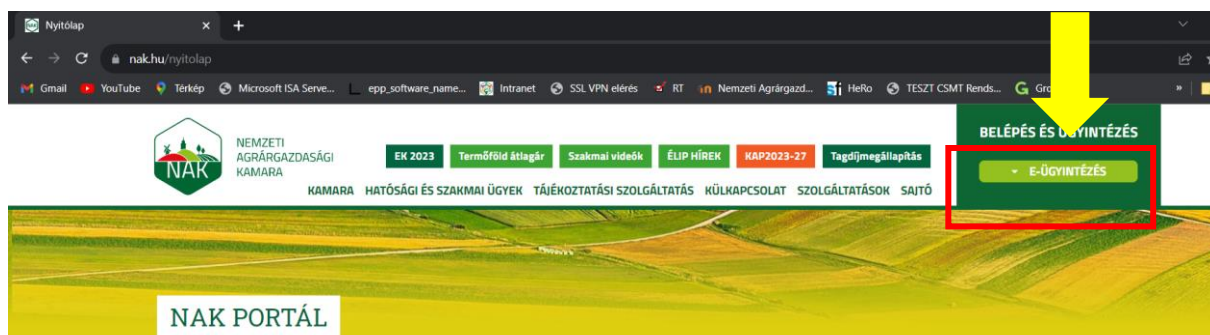 Nyitólap
nak.hu/nyitolap
Gmail YouTube Térkép Microsoft ISA Serve... epp_software_name... Intranet SSL VPN elérés RT Nemzeti Agrárgazd... HeRo TESZT CSMT Rends... »
NEMZETI
AGRÁRGAZDASÁGI
KAMARA
NAK
EK 2023 Termőföld átlagár Szakmai videók ÉLIP HÍREK KAP2023-27 Tagdíjmegállapítás
KAMARA HATÓSÁGI ÉS SZAKMAI ÜGYEK TÁJÉKOZTATÁSI SZOLGÁLTATÁS KÜLKAPCSOLAT SZOLGÁLTATÁSOK SAJTÓ
BELÉPÉS ÉS ÜGYINTÉZÉS
E-ÜGYINTÉZÉS
NAK PORTÁL